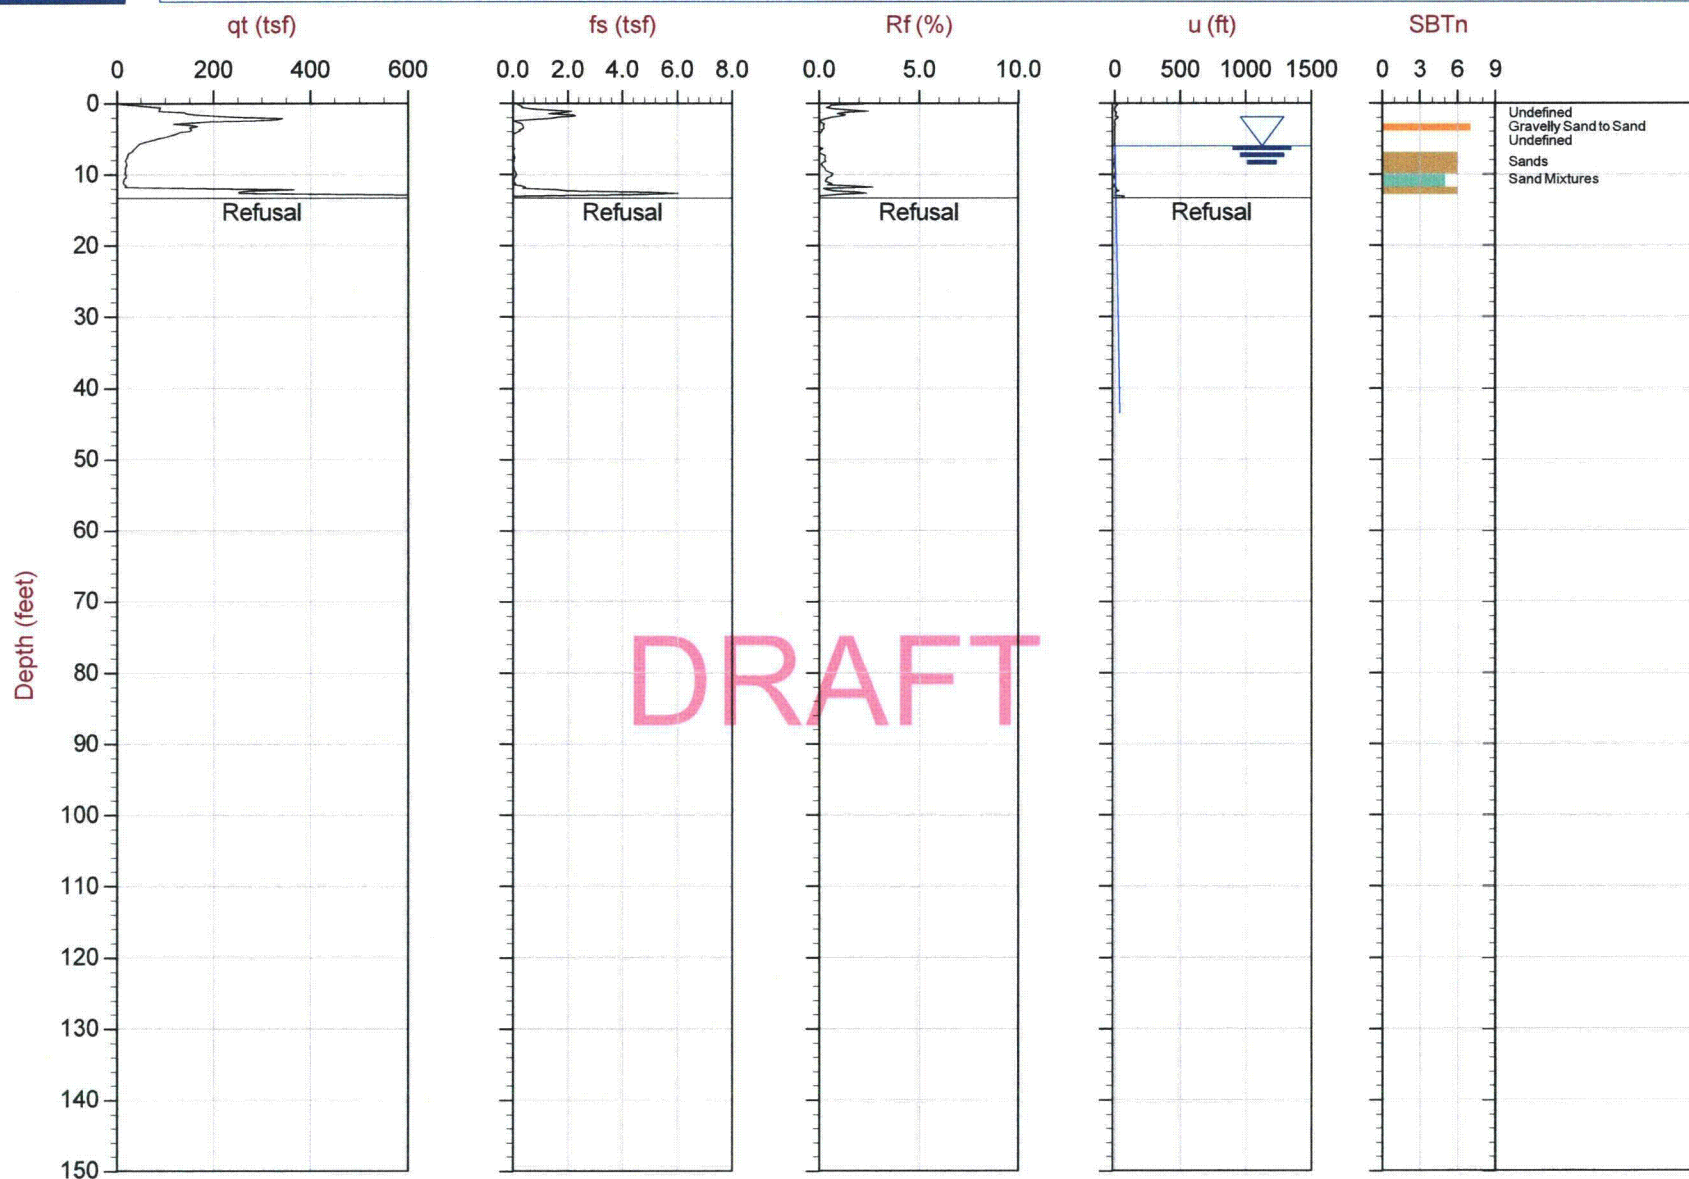 qt (tsf) fs (tsf) Rf (%) u (ft) SBTn
0 200 400 600 0.0 2.0 4.0 6.0 8.0 0.0 5.0 10.0 0 500 1000 1500 0 3 6 9
0
Undefined
Gravelly Sand to Sand
Undefined
Sands
10
Sand Mixtures
Refusal Refusal Refusal Refusal
20
30
40
50
60
70
80
90
100
110
120
130
140
150
Depth (feet)
DRAFT